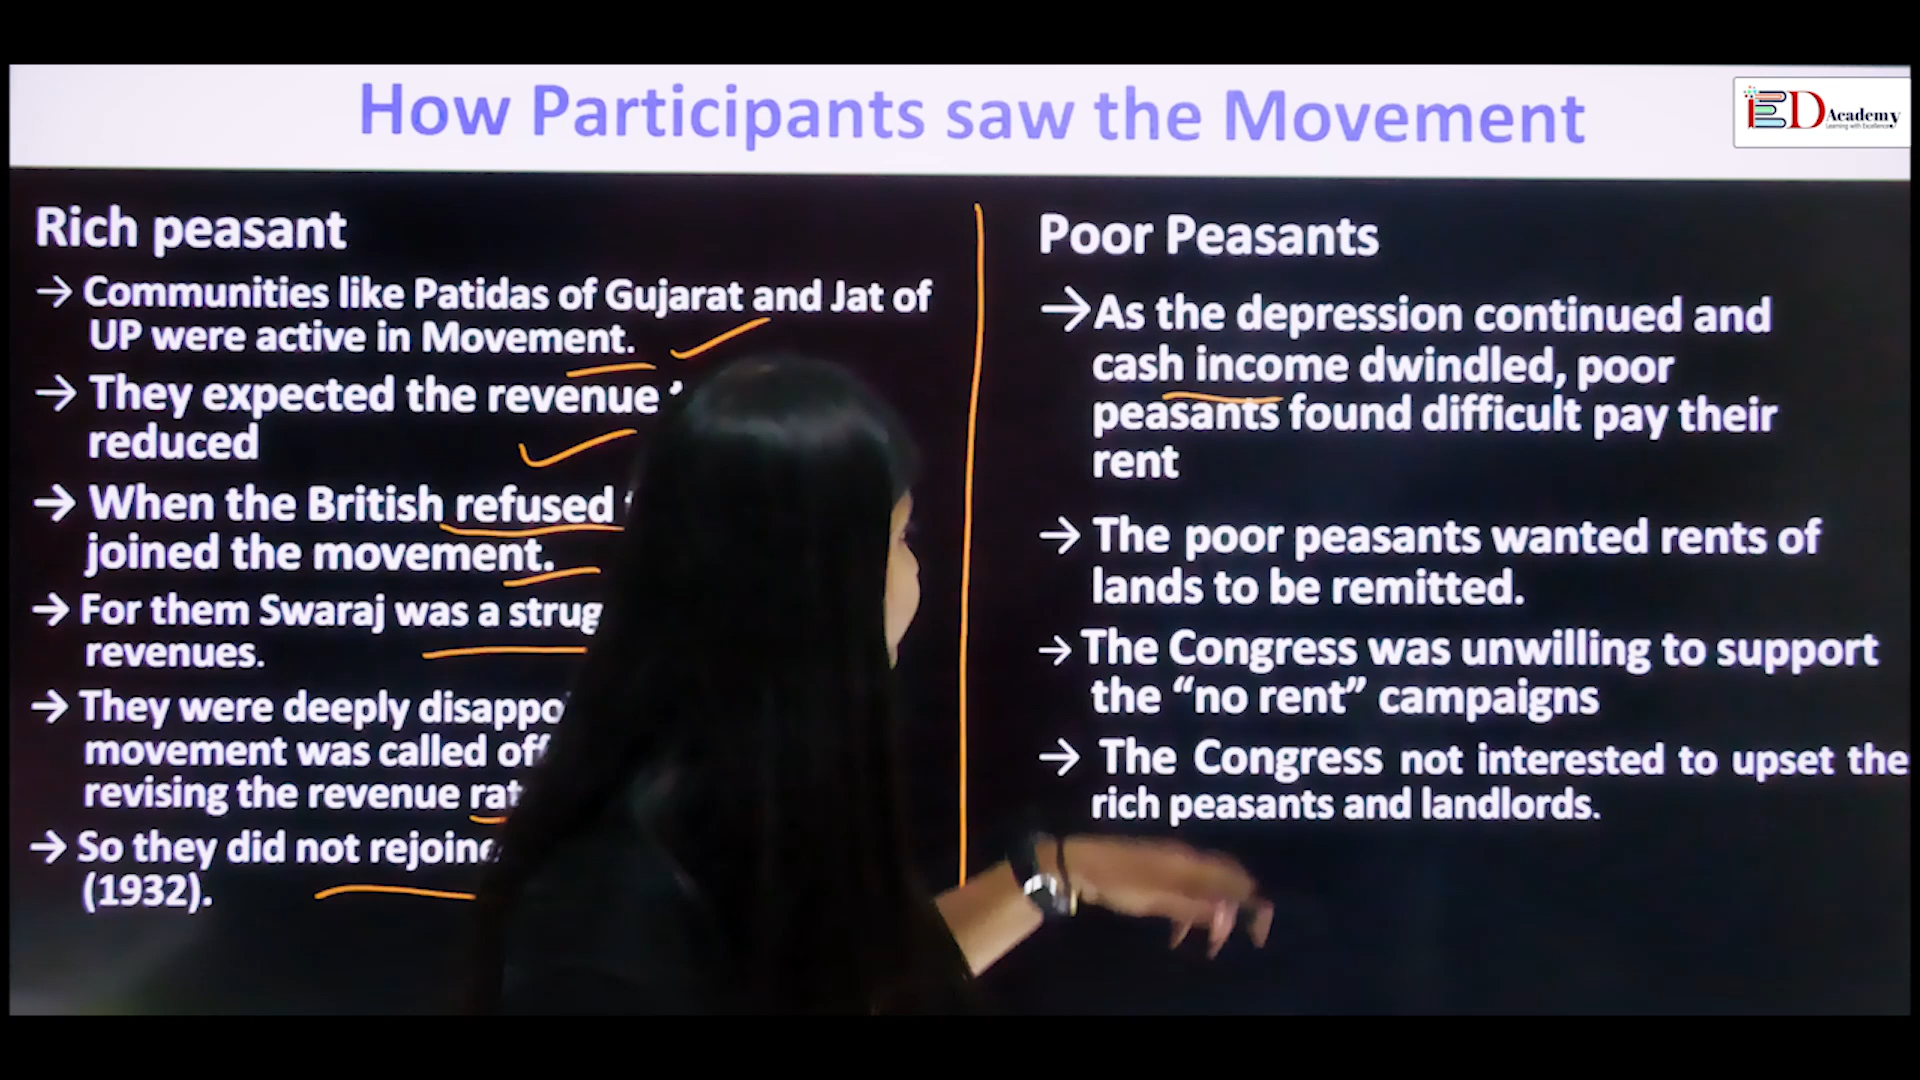 How Participants saw the Movement
ED Academy
Learning with Excellence
Rich peasant
→ Communities like Patidas of Gujarat and Jat of
UP were active in Movement.
→ They expected the revenue
reduced
→ When the British refused
joined the movement.
→ For them Swaraj was a
revenues.
→ They were deeply
movement was called
revising the revenue
→ So they did not
(1932).
Poor Peasants
→ As the depression continued and
cash income dwindled, poor
peasants found difficult pay their
rent
→ The poor peasants wanted rents of
lands to be remitted.
→ The Congress was unwilling to support
the “no rent” campaigns
→ The Congress not interested to upset the
rich peasants and landlords.